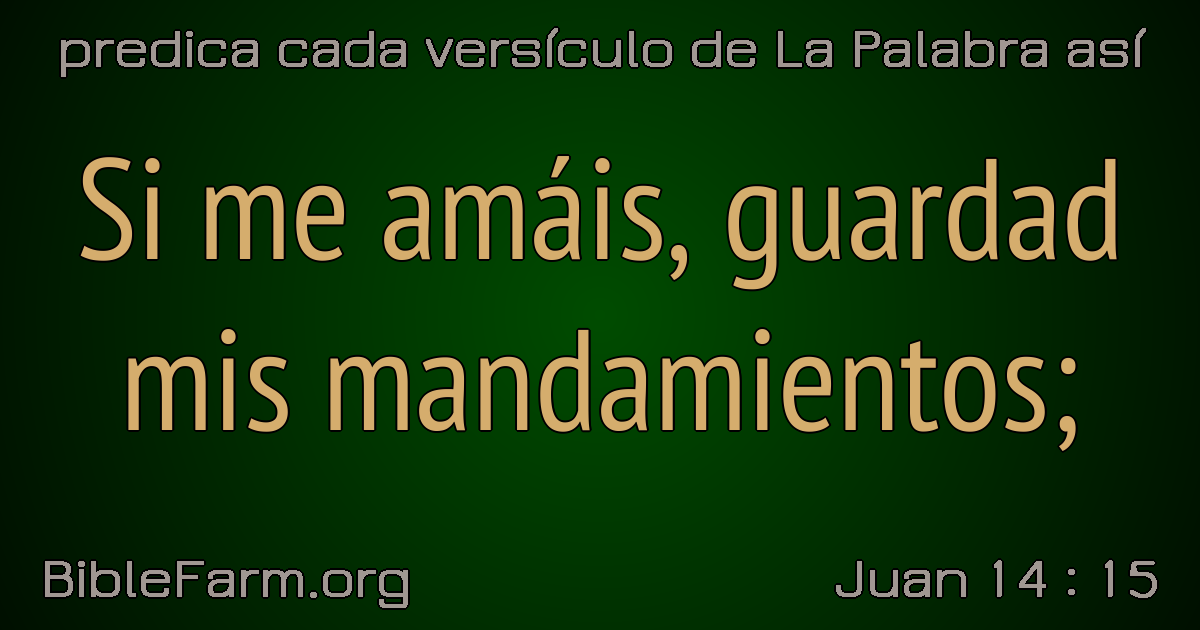 predica cada versículo de La Palabra así
Si me amáis, guardad
mis mandamientos;
BibleFarm.org
Juan 14 : 15